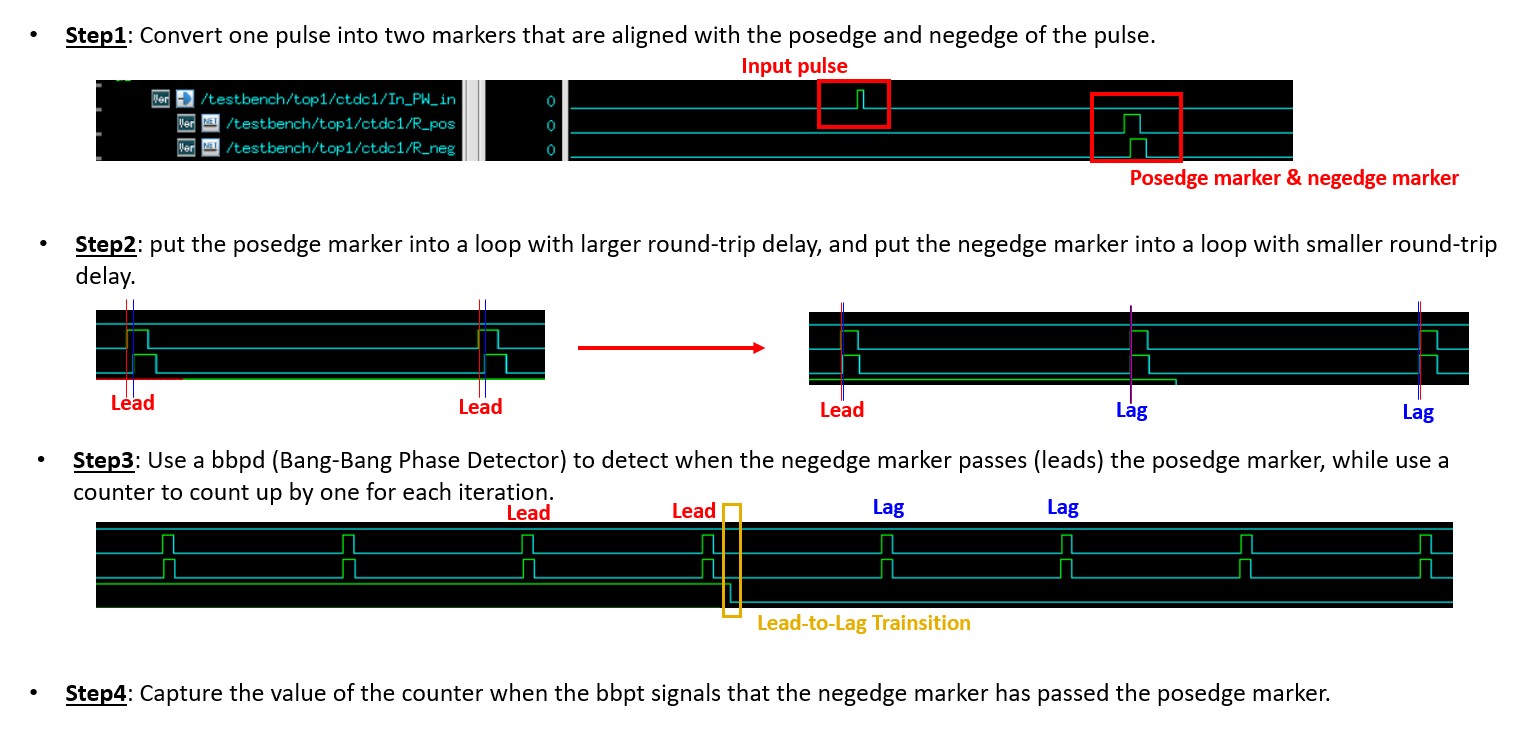 • Step1: Convert one pulse into two markers that are aligned with the posedge and negedge of the pulse.
Input pulse
Ver /testbench/top1/ctdc1/In_PW_in 0
Ver NET /testbench/top1/ctdc1/R_pos 0
Ver NET /testbench/top1/ctdc1/R_neg 0
Posedge marker & negedge marker
• Step2: put the posedge marker into a loop with larger round-trip delay, and put the negedge marker into a loop with smaller round-trip
delay.
Lead Lead Lead Lag Lag
• Step3: Use a bbpd (Bang-Bang Phase Detector) to detect when the negedge marker passes (leads) the posedge marker, while use a
counter to count up by one for each iteration.
Lead Lead Lag Lag
Lead-to-Lag Trainsition
• Step4: Capture the value of the counter when the bbpt signals that the negedge marker has passed the posedge marker.